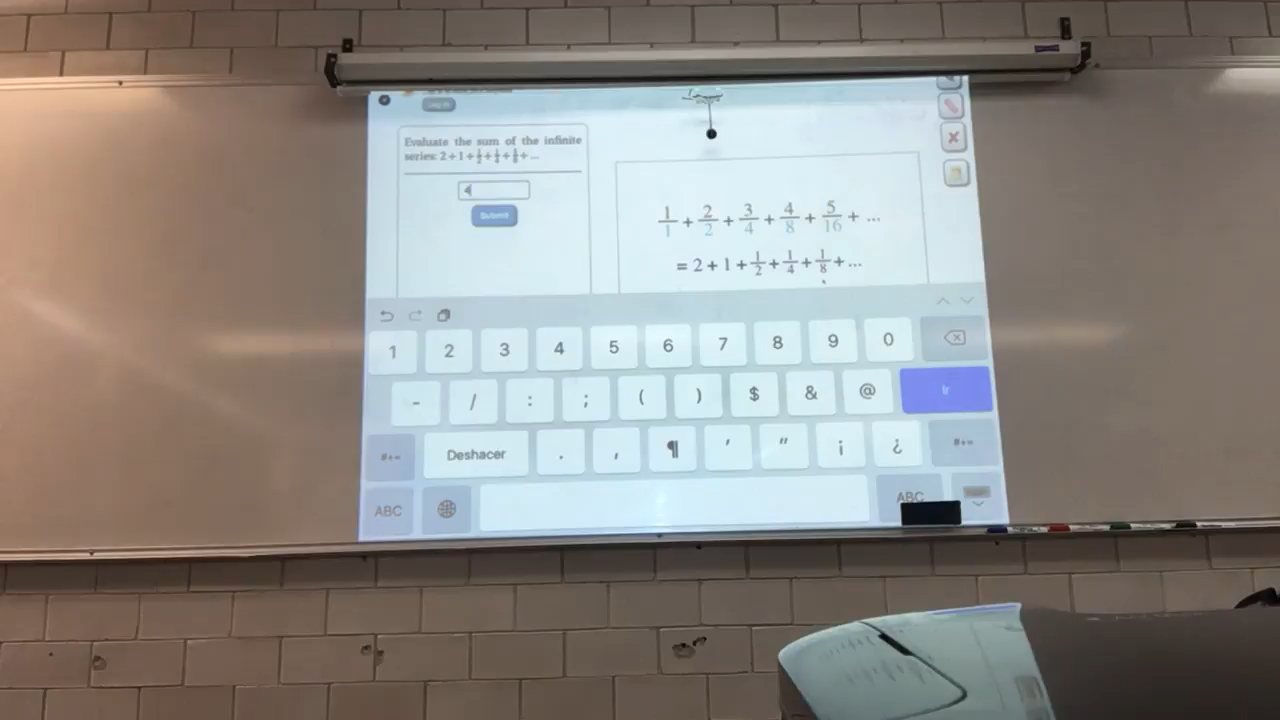 Evaluate the sum of the infinite
series: 2+1+1/2+1/4+1/8+...
Submit
1/1 + 2/2 + 3/4 + 4/8 + 5/16 + ...
= 2 + 1 + 1/2 + 1/4 + 1/8 + ...
1 2 3 4 5 6 7 8 9 0
- / : ; ( ) $ & @ Ir
#+= Deshacer . , ¶ ' " ¡ ¿ #+=
ABC ABC